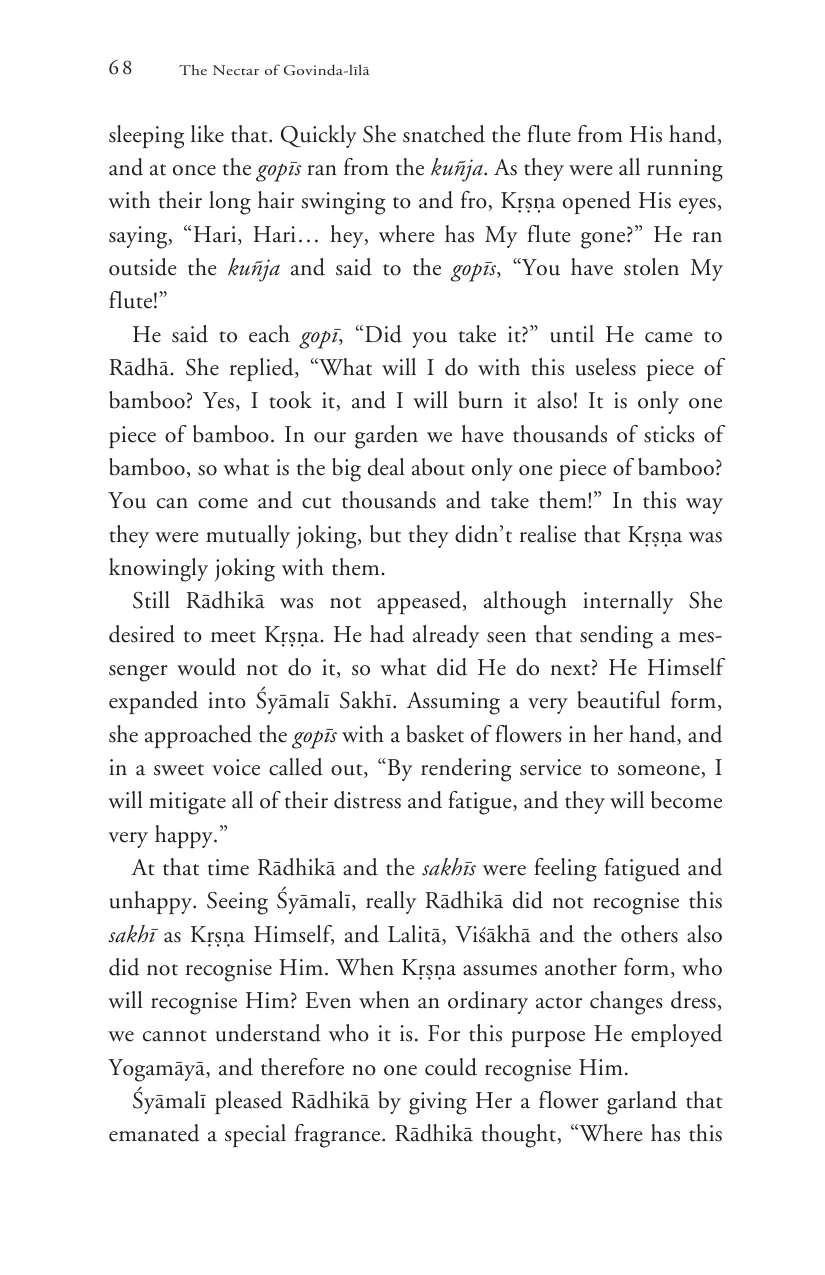 68 The Nectar of Govinda-līlā
sleeping like that. Quickly She snatched the flute from His hand,
and at once the gopīs ran from the kuñja. As they were all running
with their long hair swinging to and fro, Kṛṣṇa opened His eyes,
saying, “Hari, Hari… hey, where has My flute gone?” He ran
outside the kuñja and said to the gopīs, “You have stolen My
flute!”
He said to each gopī, “Did you take it?” until He came to
Rādhā. She replied, “What will I do with this useless piece of
bamboo? Yes, I took it, and I will burn it also! It is only one
piece of bamboo. In our garden we have thousands of sticks of
bamboo, so what is the big deal about only one piece of bamboo?
You can come and cut thousands and take them!” In this way
they were mutually joking, but they didn’t realise that Kṛṣṇa was
knowingly joking with them.
Still Rādhikā was not appeased, although internally She
desired to meet Kṛṣṇa. He had already seen that sending a mes-
senger would not do it, so what did He do next? He Himself
expanded into Śyāmalī Sakhī. Assuming a very beautiful form,
she approached the gopīs with a basket of flowers in her hand, and
in a sweet voice called out, “By rendering service to someone, I
will mitigate all of their distress and fatigue, and they will become
very happy.”
At that time Rādhikā and the sakhīs were feeling fatigued and
unhappy. Seeing Śyāmalī, really Rādhikā did not recognise this
sakhī as Kṛṣṇa Himself, and Lalitā, Viśākhā and the others also
did not recognise Him. When Kṛṣṇa assumes another form, who
will recognise Him? Even when an ordinary actor changes dress,
we cannot understand who it is. For this purpose He employed
Yogamāyā, and therefore no one could recognise Him.
Śyāmalī pleased Rādhikā by giving Her a flower garland that
emanated a special fragrance. Rādhikā thought, “Where has this